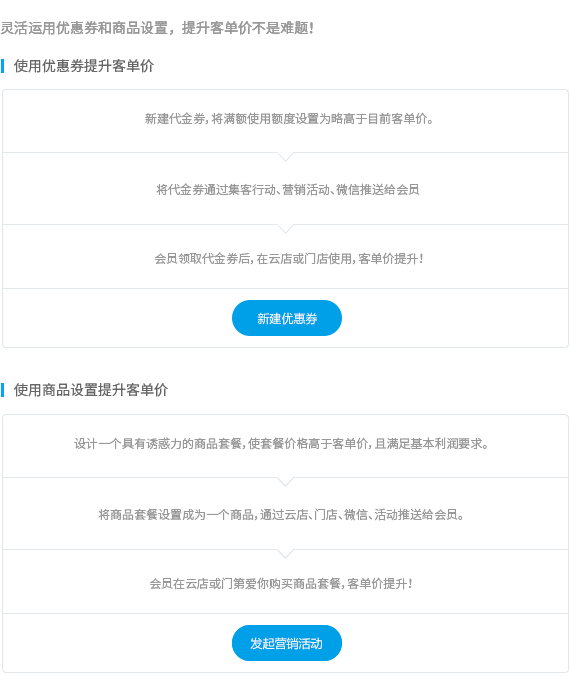 灵活运用优惠券和商品设置，提升客单价不是难题！
使用优惠券提升客单价
新建代金券，将满额使用额度设置为略高于目前客单价。
将代金券通过集客行动、营销活动、微信推送给会员
会员领取代金券后，在云店或门店使用，客单价提升！
新建优惠券
使用商品设置提升客单价
设计一个具有诱惑力的商品套餐，使套餐价格高于客单价，且满足基本利润要求。
将商品套餐设置成为一个商品，通过云店、门店、微信、活动推送给会员。
会员在云店或门第爱你购买商品套餐，客单价提升！
发起营销活动